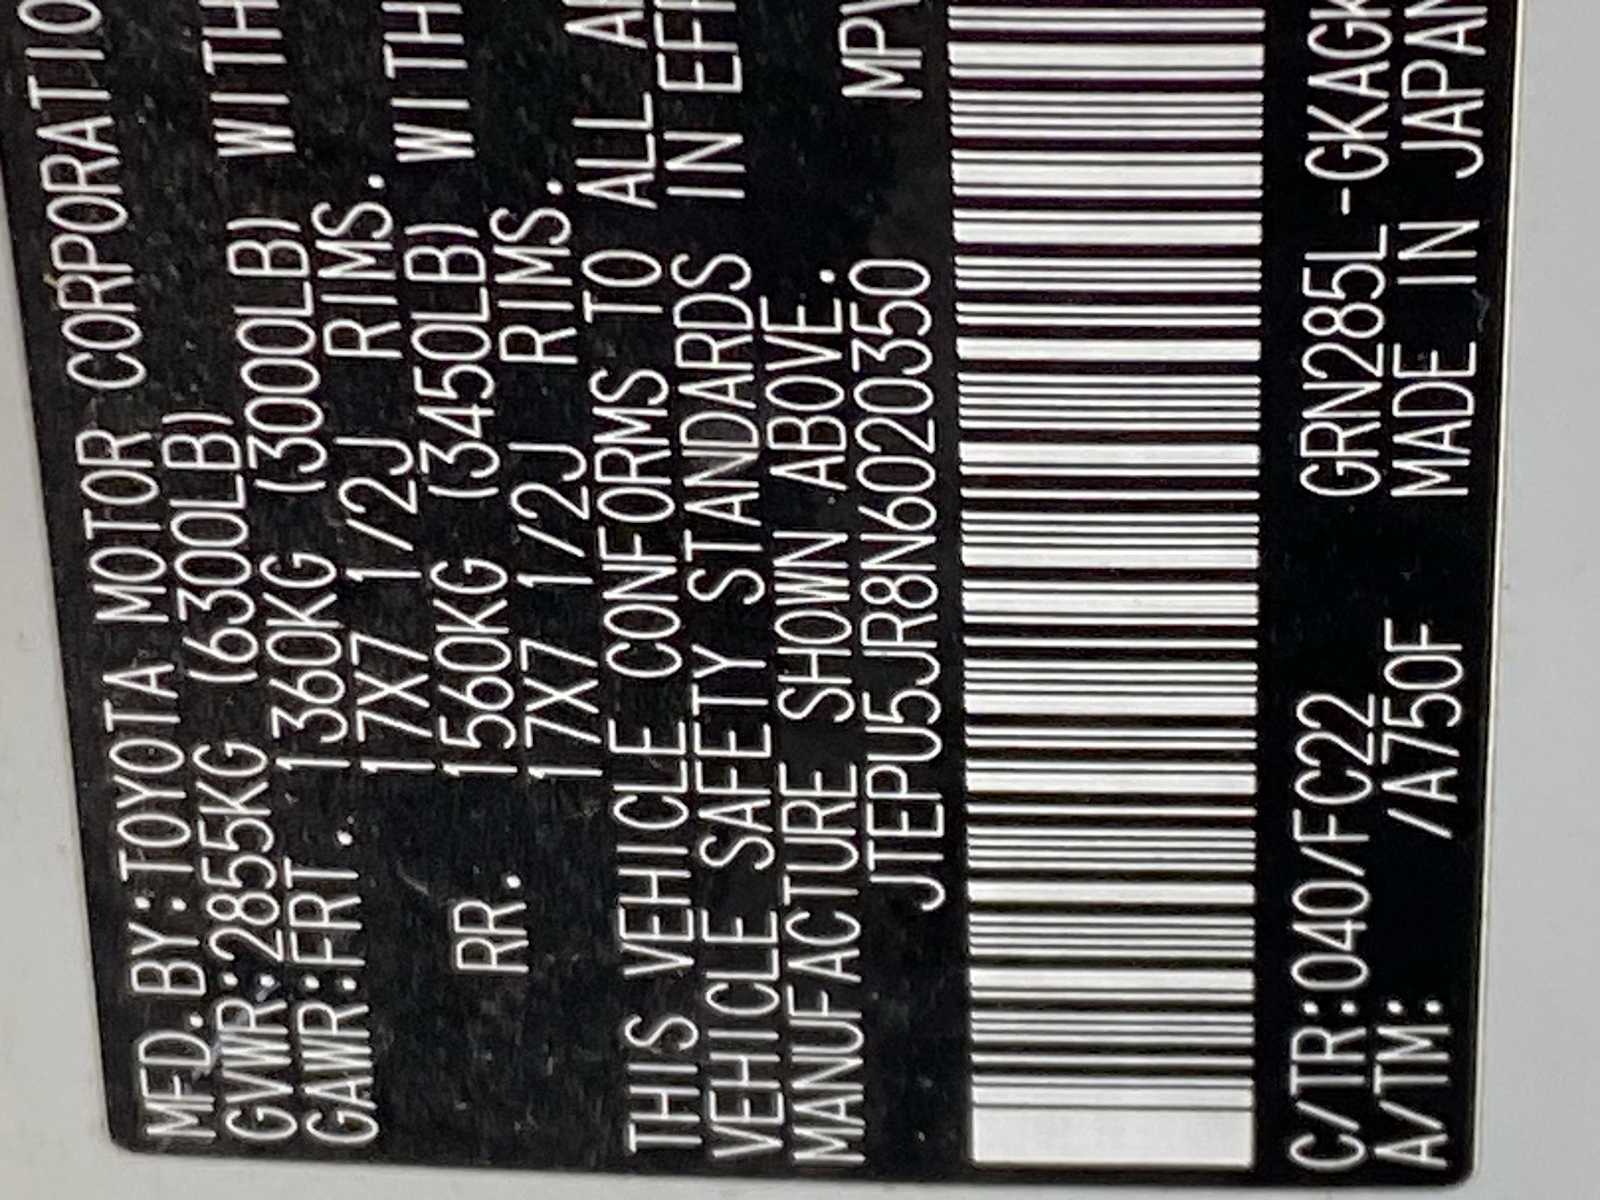 MFD.BY:TOYOTA MOTOR CORPORATIO
GVWR:2855KG (6300LB)
GAWR:FRT. 1360KG (3000LB) WITH
17X7 1/2J RIMS.
RR. 1560KG (3450LB) WITH
17X7 1/2J RIMS.
THIS VEHICLE CONFORMS TO ALL
VEHICLE SAFETY STANDARDS IN EFF
MANUFACTURE SHOWN ABOVE.
JTEPU5JR8N6020350 MPV
C/TR:040/FC22 GRN285L-GKAGK
A/TM: /A750F MADE IN JAPAN